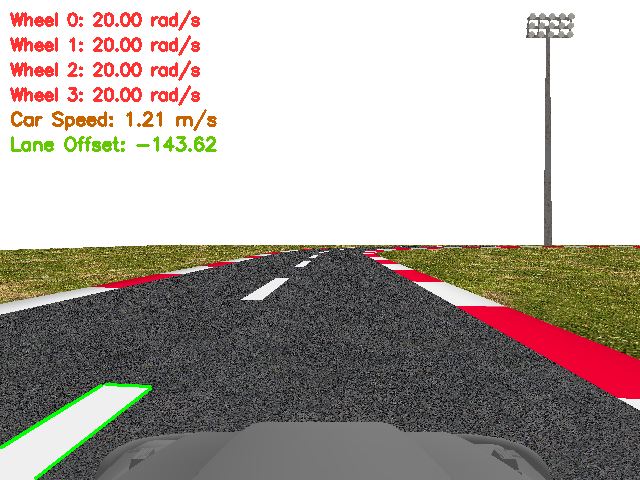 Wheel 0: 20.00 rad/s
Wheel 1: 20.00 rad/s
Wheel 2: 20.00 rad/s
Wheel 3: 20.00 rad/s
Car Speed: 1.21 m/s
Lane Offset: -143.62